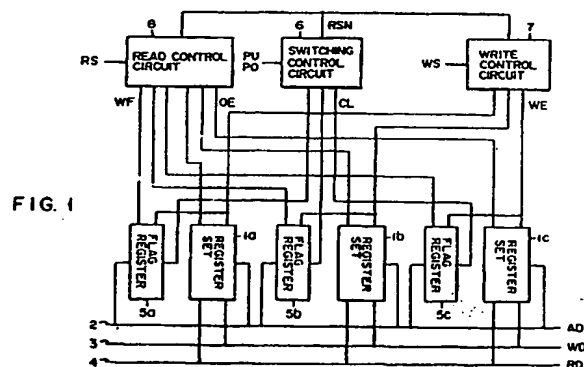 8 6 RSN 7
RS READ CONTROL CIRCUIT
PU PO SWITCHING CONTROL CIRCUIT
WS WRITE CONTROL CIRCUIT
WF OE CL WE
FIG. 1
FLAG REGISTER
1a
REGISTER SET
FLAG REGISTER
1b
REGISTER SET
FLAG REGISTER
1c
REGISTER SET
5a 5b 5c
2 AD
3 WD
4 RD